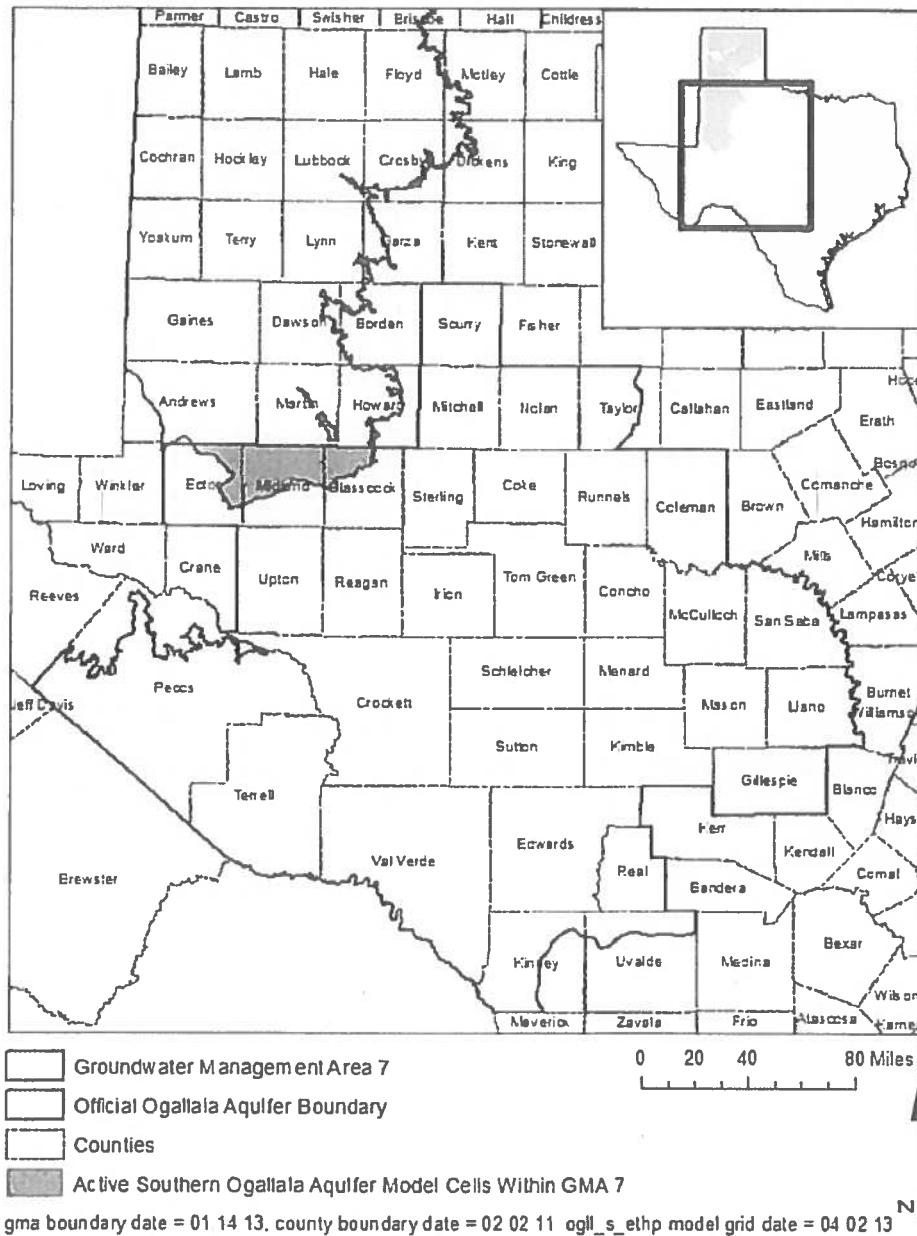 Parmer Castro Swisher Briscoe Hall Childress
Bailey Lamb Hale Floyd Motley Cottle
Cochran Hockley Lubbock Crosby Dickens King
Yoakum Terry Lynn Garza Kent Stonewall
Gaines Dawson Borden Scurry Fisher
Andrews Martin Howard Mitchell Nolan Taylor Callahan Eastland Erath
Loving Winkler Ector Midland Glasscock Sterling Coke Runnels Coleman Brown Comanche Hamilton
Ward Crane Upton Reagan Irion Tom Green Concho McCulloch San Saba Mills Lampasas
Reeves
Jeff Davis Pecos Crockett Schleicher Menard Mason Llano Burnet
Williamson
Sutton Kimble Gillespie Blanco Hays
Terrell
Brewster Val Verde Edwards Real Kerr Kendall Comal
Bandera
Kinney Uvalde Medina Bexar
Wilson
Maverick Zavala Frio Atascosa
Groundwater Management Area 7
Official Ogallala Aquifer Boundary
Counties
Active Southern Ogallala Aquifer Model Cells Within GMA 7
0 20 40 80 Miles
N
gma boundary date = 01 14 13, county boundary date = 02 02 11 ogll_s_ethp model grid date = 04 02 13